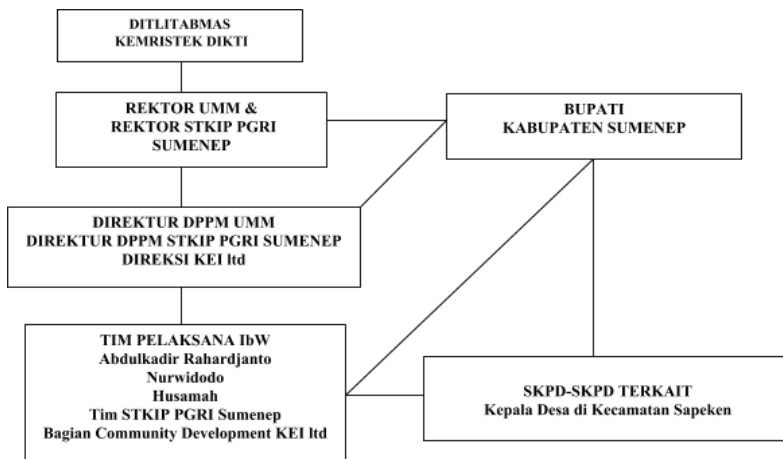 DITLITABMAS
KEMRISTEK DIKTI
REKTOR UMM &
REKTOR STKIP PGRI
SUMENEP
BUPATI
KABUPATEN SUMENEP
DIREKTUR DPPM UMM
DIREKTUR DPPM STKIP PGRI SUMENEP
DIREKSI KEI ltd
TIM PELAKSANA IbW
Abdulkadir Rahardjanto
Nurwidodo
Husamah
Tim STKIP PGRI Sumenep
Bagian Community Development KEI ltd
SKPD-SKPD TERKAIT
Kepala Desa di Kecamatan Sapeken